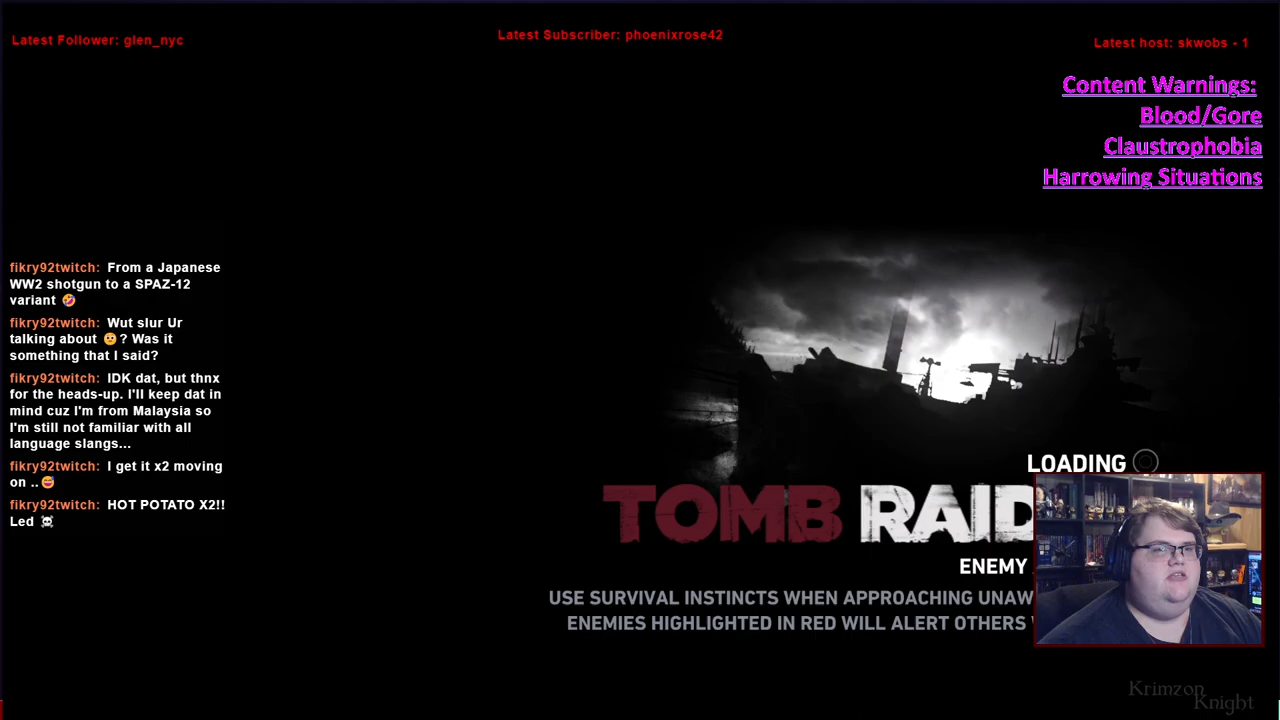 Latest Follower: glen_nyc
Latest Subscriber: phoenixrose42
Latest host: skwobs - 1
Content Warnings:
Blood/Gore
Claustrophobia
Harrowing Situations
fikry92twitch: From a Japanese
WW2 shotgun to a SPAZ-12
variant 🤣
fikry92twitch: Wut slur Ur
talking about 😕? Was it
something that I said?
fikry92twitch: IDK dat, but thnx
for the heads-up. I'll keep dat in
mind cuz I'm from Malaysia so
I'm still not familiar with all
language slangs...
fikry92twitch: I get it x2 moving
on ..😅
fikry92twitch: HOT POTATO X2!!
Led ☠
LOADING
TOMB RAID
ENEMY
USE SURVIVAL INSTINCTS WHEN APPROACHING UNAW
ENEMIES HIGHLIGHTED IN RED WILL ALERT OTHERS
Krimzon
Knight